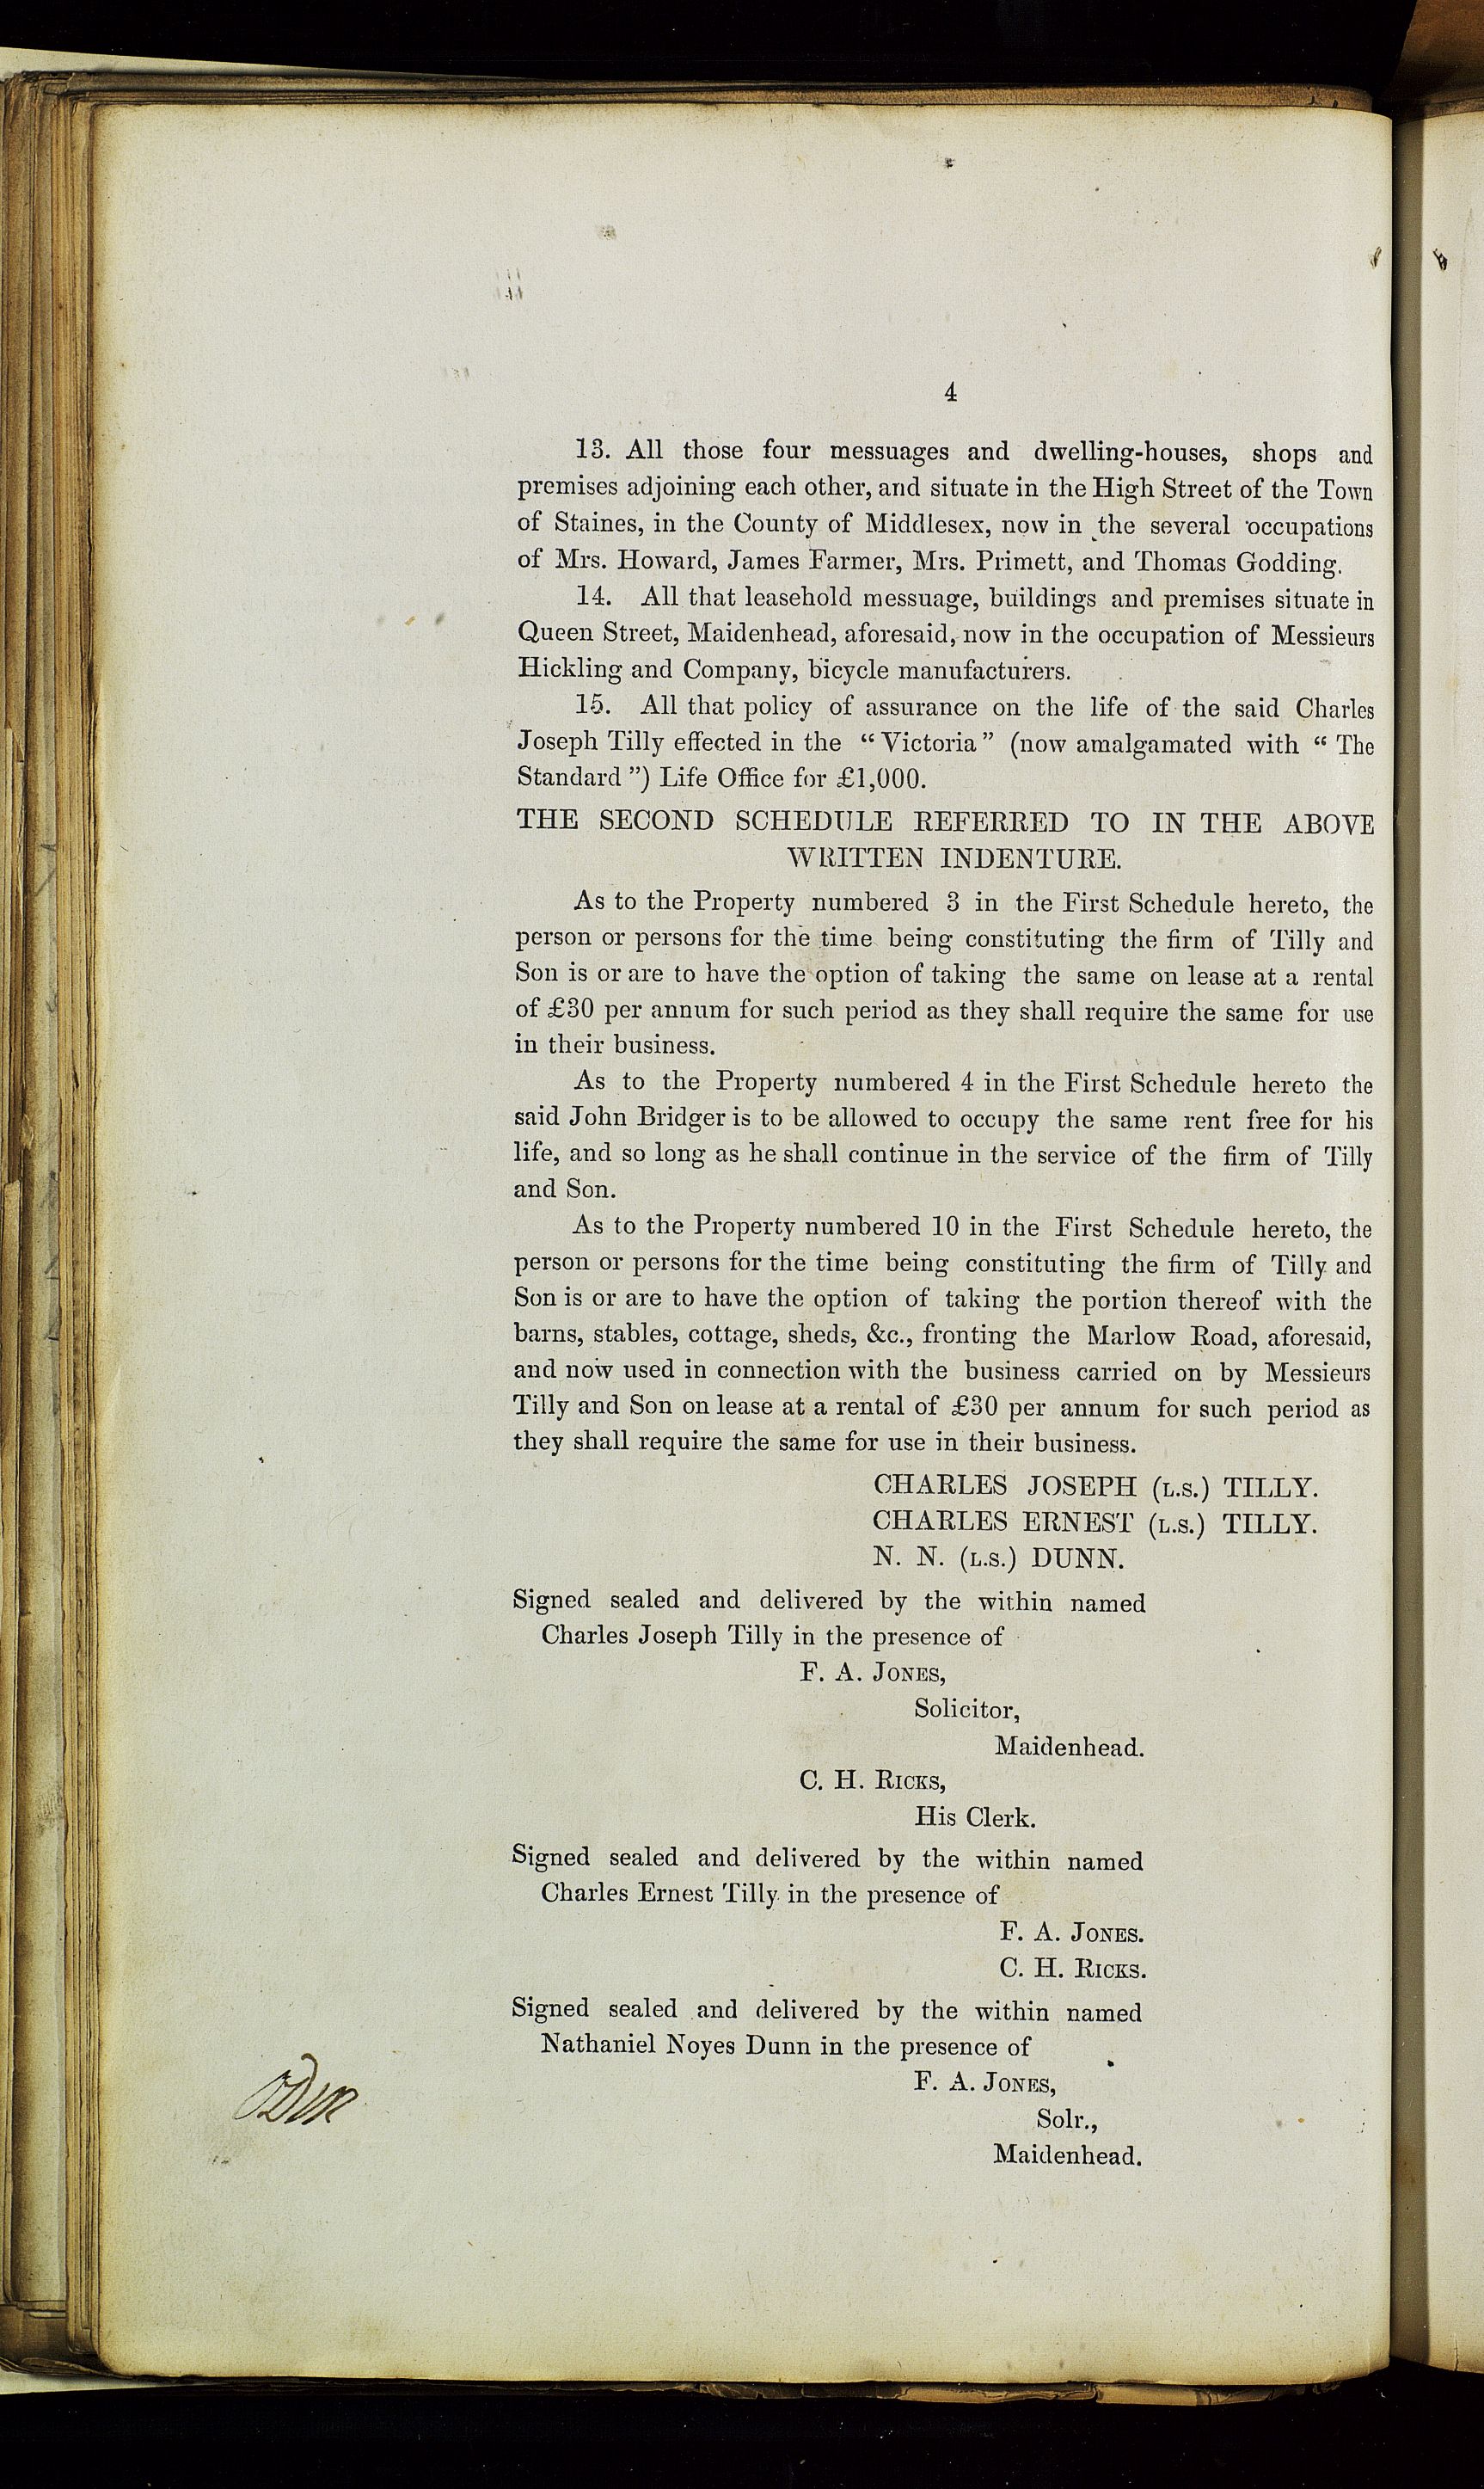 4
13. All those four messuages and dwelling-houses, shops and
premises adjoining each other, and situate in the High Street of the Town
of Staines, in the County of Middlesex, now in the several occupations
of Mrs. Howard, James Farmer, Mrs. Primett, and Thomas Godding.
14. All that leasehold messuage, buildings and premises situate in
Queen Street, Maidenhead, aforesaid, now in the occupation of Messieurs
Hickling and Company, bicycle manufacturers.
15. All that policy of assurance on the life of the said Charles
Joseph Tilly effected in the “Victoria” (now amalgamated with “The
Standard”) Life Office for £1,000.
THE SECOND SCHEDULE REFERRED TO IN THE ABOVE
WRITTEN INDENTURE.
As to the Property numbered 3 in the First Schedule hereto, the
person or persons for the time being constituting the firm of Tilly and
Son is or are to have the option of taking the same on lease at a rental
of £30 per annum for such period as they shall require the same for use
in their business.
As to the Property numbered 4 in the First Schedule hereto the
said John Bridger is to be allowed to occupy the same rent free for his
life, and so long as he shall continue in the service of the firm of Tilly
and Son.
As to the Property numbered 10 in the First Schedule hereto, the
person or persons for the time being constituting the firm of Tilly and
Son is or are to have the option of taking the portion thereof with the
barns, stables, cottage, sheds, &c., fronting the Marlow Road, aforesaid,
and now used in connection with the business carried on by Messieurs
Tilly and Son on lease at a rental of £30 per annum for such period as
they shall require the same for use in their business.
CHARLES JOSEPH (L.S.) TILLY.
CHARLES ERNEST (L.S.) TILLY.
N. N. (L.S.) DUNN.
Signed sealed and delivered by the within named
Charles Joseph Tilly in the presence of
F. A. JONES,
Solicitor,
Maidenhead.
C. H. RICKS,
His Clerk.
Signed sealed and delivered by the within named
Charles Ernest Tilly in the presence of
F. A. JONES.
C. H. RICKS.
Signed sealed and delivered by the within named
Nathaniel Noyes Dunn in the presence of
F. A. JONES,
Solr.,
Maidenhead.